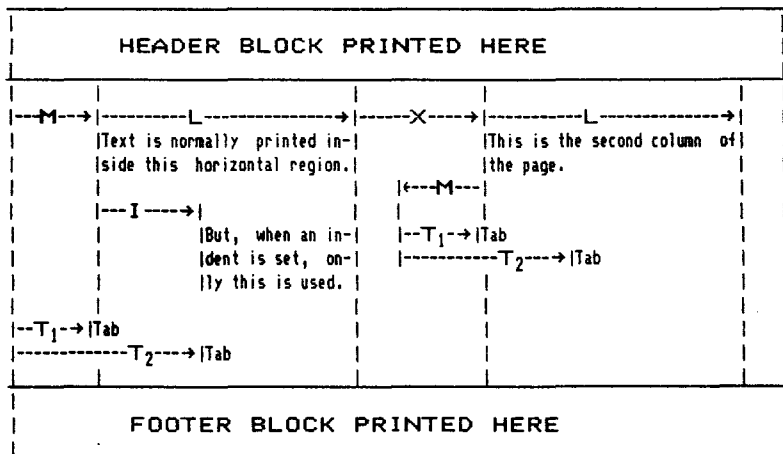 HEADER BLOCK PRINTED HERE
|---M---→|---------L--------------→|-----X-----→|---------L--------------→|
Text is normally printed in-
side this horizontal region.
This is the second column of
the page.
|←---M---
|---I-----→|
But, when an in-
dent is set, on-
ly this is used.
|--T1-→|Tab
|-----------T2----→|Tab
|--T1-→|Tab
|------------T2----→|Tab
FOOTER BLOCK PRINTED HERE